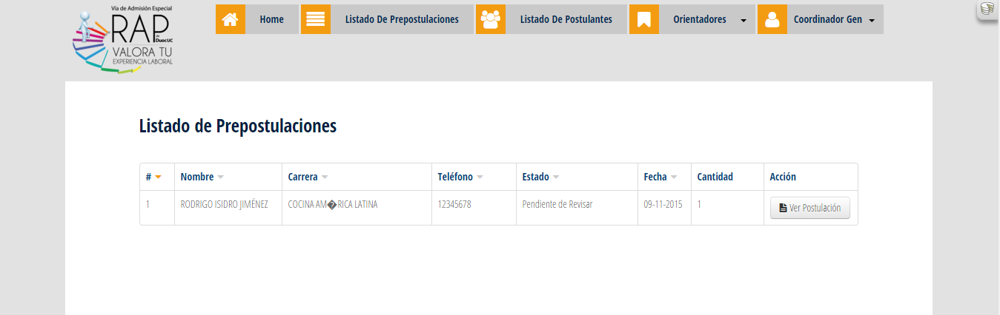 Vía de Admisión Especial
RAP
de
DuocUC
VALORA TU
EXPERIENCIA LABORAL
Home
Listado De Prepostulaciones
Listado De Postulantes
Orientadores
Coordinador Gen
Listado de Prepostulaciones
# Nombre Carrera Teléfono Estado Fecha Cantidad Acción
1 RODRIGO ISIDRO JIMÉNEZ COCINA AM�RICA LATINA 12345678 Pendiente de Revisar 09-11-2015 1 Ver Postulación